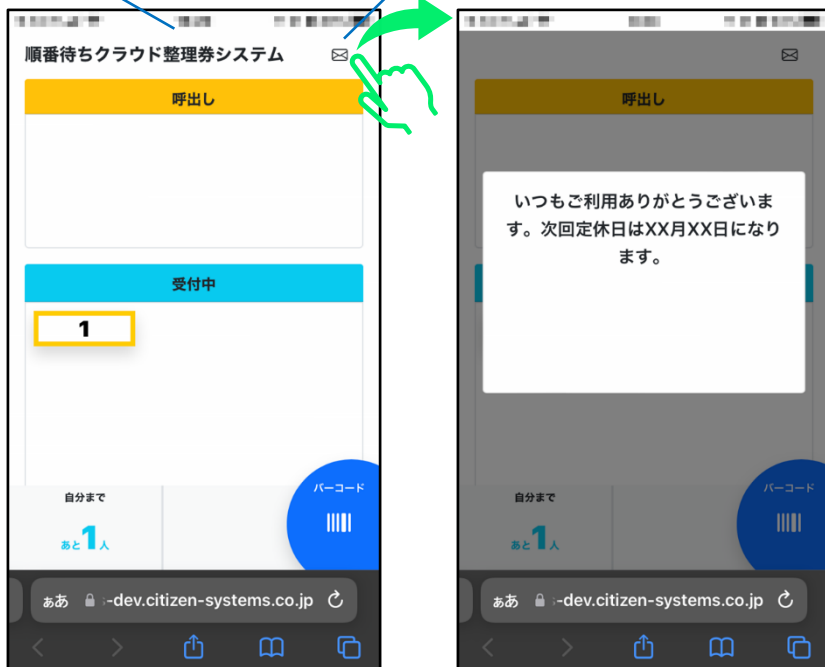 順番待ちクラウド整理券システム
呼出し
受付中
1
自分まで
あと1人
バーコード
ああ
-dev.citizen-systems.co.jp
呼出し
いつもご利用ありがとうございま
す。次回定休日はXX月XX日になり
ます。
自分まで
あと1人
バーコード
ああ
-dev.citizen-systems.co.jp